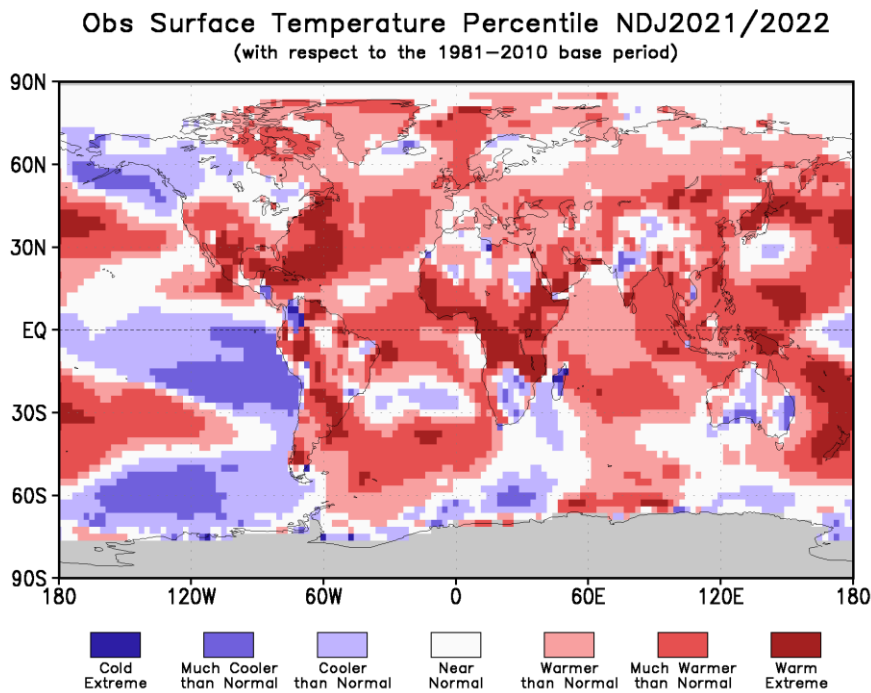 Obs Surface Temperature Percentile NDJ2021/2022
(with respect to the 1981–2010 base period)
90N
60N
30N
EQ
30S
60S
90S
180 120W 60W 0 60E 120E 180
Cold Extreme
Much Cooler than Normal
Cooler than Normal
Near Normal
Warmer than Normal
Much Warmer than Normal
Warm Extreme